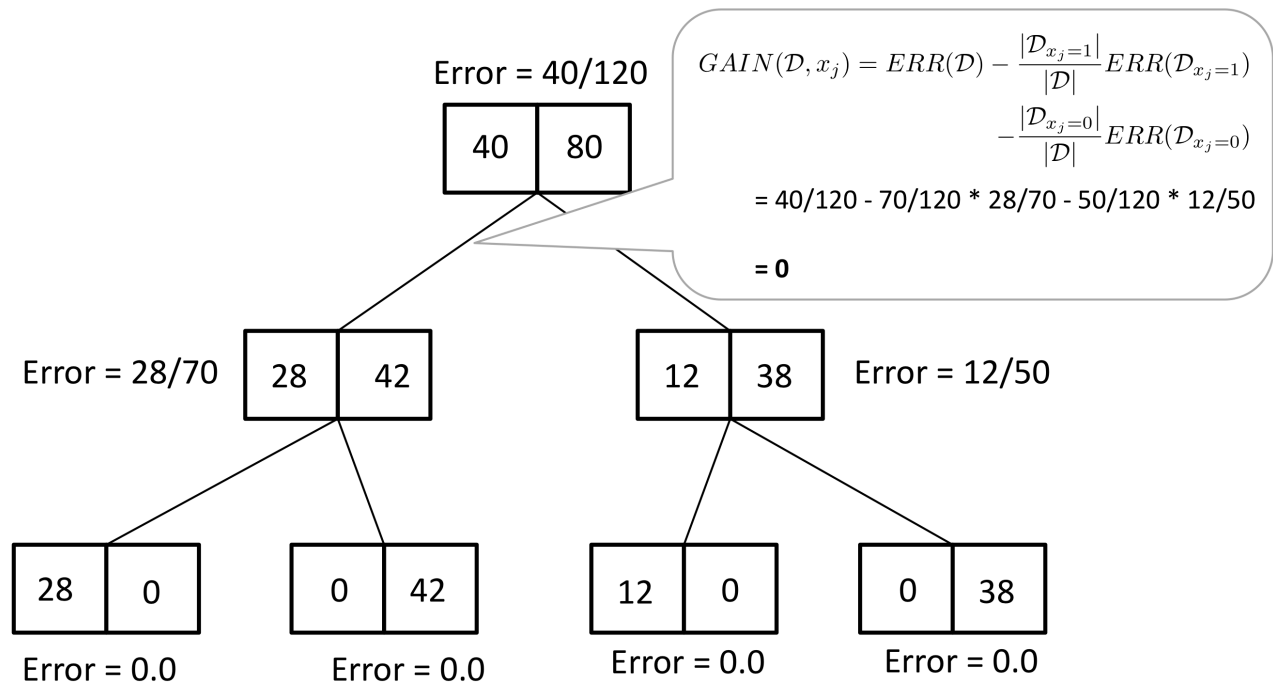 Error = 40/120
40 80
GAIN(𝒟, x_j) = ERR(𝒟) − |𝒟_{x_j=1}|/|𝒟| ERR(𝒟_{x_j=1})
− |𝒟_{x_j=0}|/|𝒟| ERR(𝒟_{x_j=0})
= 40/120 - 70/120 * 28/70 - 50/120 * 12/50
= 0
Error = 28/70
28 42
12 38
Error = 12/50
28 0
0 42
12 0
0 38
Error = 0.0
Error = 0.0
Error = 0.0
Error = 0.0